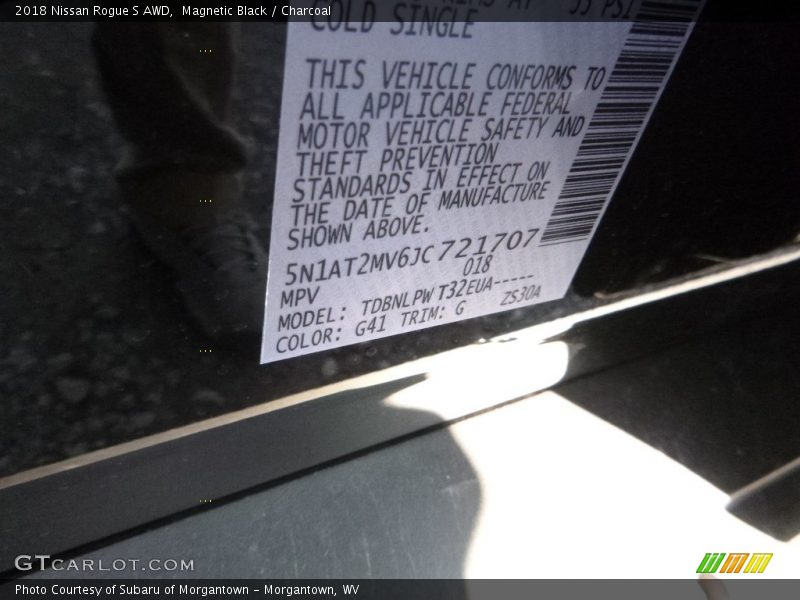 2018 Nissan Rogue S AWD, Magnetic Black / Charcoal
COLD SINGLE
THIS VEHICLE CONFORMS TO
ALL APPLICABLE FEDERAL
MOTOR VEHICLE SAFETY AND
THEFT PREVENTION
STANDARDS IN EFFECT ON
THE DATE OF MANUFACTURE
SHOWN ABOVE.
5N1AT2MV6JC721707
MPV 018
MODEL: TDBNLPWT32EUA-----
COLOR: G41 TRIM: G ZS30A
GTCARLOT.COM
Photo Courtesy of Subaru of Morgantown - Morgantown, WV